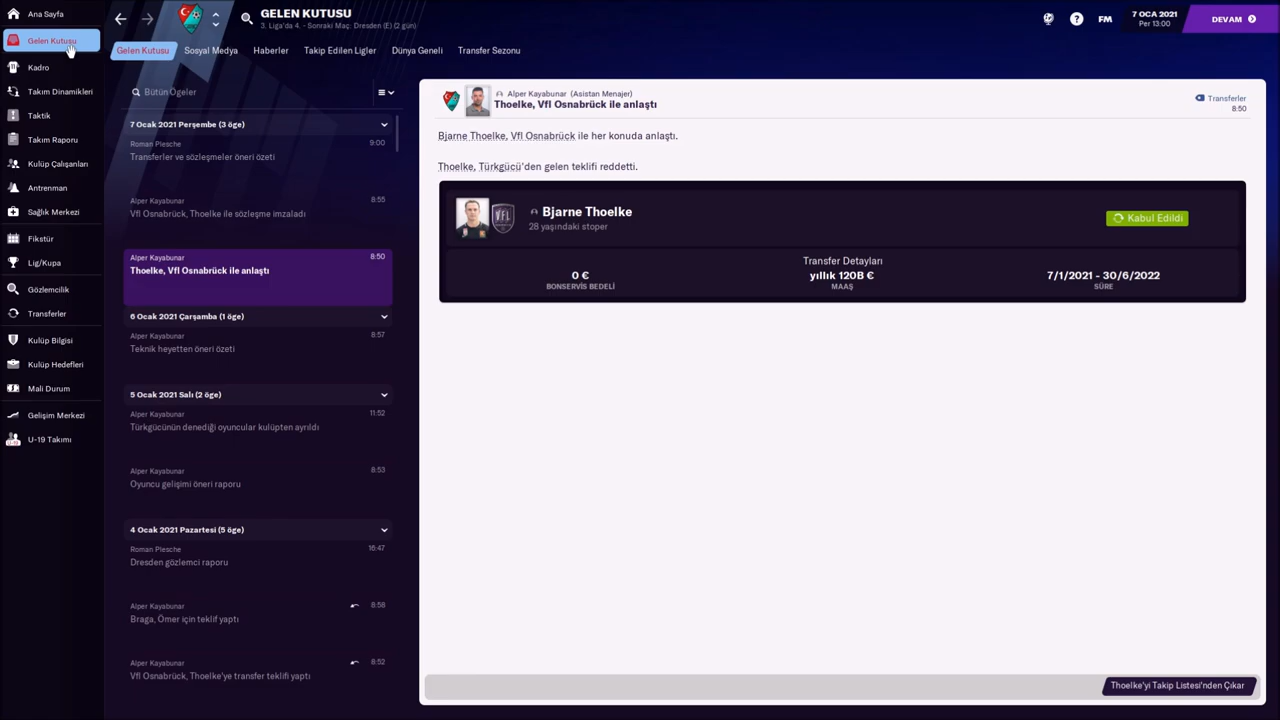 Ana Sayfa
Gelen Kutusu
Kadro
Takım Dinamikleri
Taktik
Takım Raporu
Kulüp Çalışanları
Antrenman
Sağlık Merkezi
Fikstür
Lig/Kupa
Gözlemcilik
Transferler
Kulüp Bilgisi
Kulüp Hedefleri
Mali Durum
Gelişim Merkezi
U-19 Takımı
GELEN KUTUSU
3. Liga'da 4. - Sonraki Maç: Dresden (E) (2 gün)
FM
7 OCA 2021
Per 13:00
DEVAM
Gelen Kutusu
Sosyal Medya
Haberler
Takip Edilen Ligler
Dünya Geneli
Transfer Sezonu
Bütün Ögeler
7 Ocak 2021 Perşembe (3 öge)
Roman Plesche 9:00
Transferler ve sözleşmeler öneri özeti
Alper Kayabunar 8:55
Vfl Osnabrück, Thoelke ile sözleşme imzaladı
Alper Kayabunar 8:50
Thoelke, Vfl Osnabrück ile anlaştı
6 Ocak 2021 Çarşamba (1 öge)
Alper Kayabunar 8:57
Teknik heyetten öneri özeti
5 Ocak 2021 Salı (2 öge)
Alper Kayabunar 11:52
Türkgücünün denediği oyuncular kulüpten ayrıldı
Alper Kayabunar 8:53
Oyuncu gelişimi öneri raporu
4 Ocak 2021 Pazartesi (5 öge)
Roman Plesche 16:47
Dresden gözlemci raporu
Alper Kayabunar 8:58
Braga, Ömer için teklif yaptı
Alper Kayabunar 8:52
Vfl Osnabrück, Thoelke'ye transfer teklifi yaptı
Alper Kayabunar (Asistan Menajer)
Thoelke, Vfl Osnabrück ile anlaştı
Transferler
8:50
Bjarne Thoelke, Vfl Osnabrück ile her konuda anlaştı.
Thoelke, Türkgücü'den gelen teklifi reddetti.
Bjarne Thoelke
28 yaşındaki stoper
Kabul Edildi
Transfer Detayları
0 € yıllık 120B € 7/1/2021 - 30/6/2022
BONSERVİS BEDELİ MAAŞ SÜRE
Thoelke'yi Takip Listesi'nden Çıkar